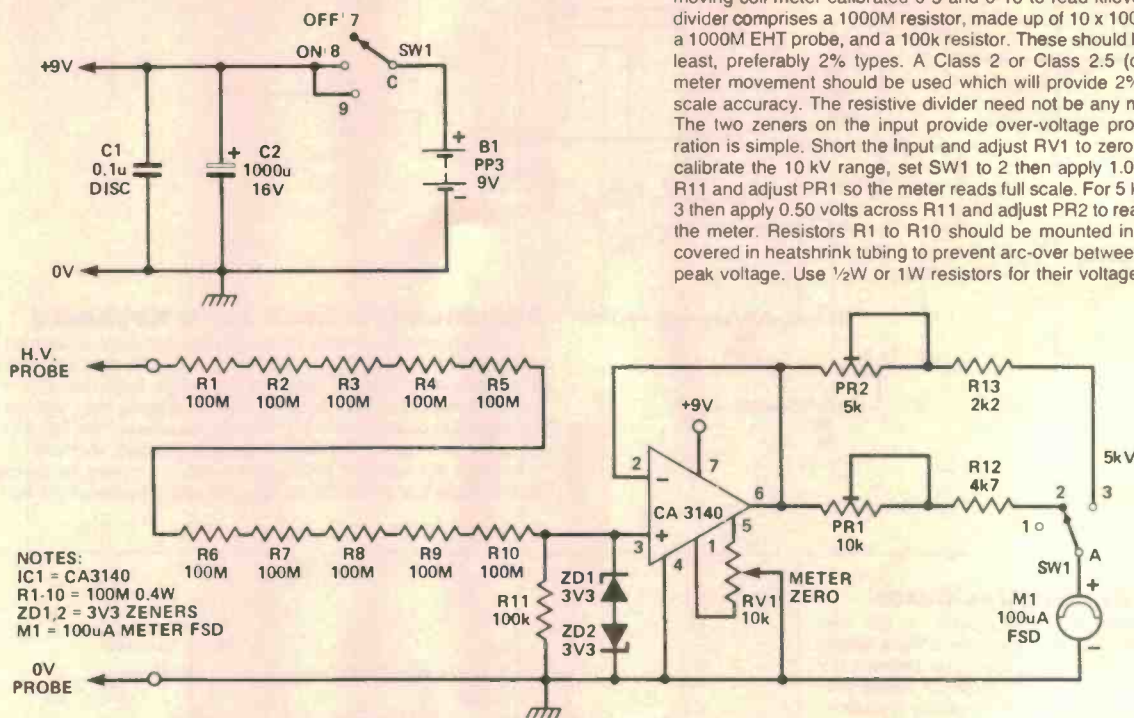 moving coil meter calibrated 0-5 and 0-10 to read
divider comprises a 1000M resistor, made up of 10 x
a 1000M EHT probe, and a 100k resistor. These should
least, preferably 2% types. A Class 2 or Class 2.5
meter movement should be used which will provide 2%
scale accuracy. The resistive divider need not be any
The two zeners on the input provide over-voltage
ration is simple. Short the Input and adjust RV1 to zero
calibrate the 10 kV range, set SW1 to 2 then apply 1.0
R11 and adjust PR1 so the meter reads full scale. For 5
3 then apply 0.50 volts across R11 and adjust PR2 to
the meter. Resistors R1 to R10 should be mounted
covered in heatshrink tubing to prevent arc-over
peak voltage. Use ½W or 1W resistors for their voltage
OFF 7
ON 8
SW1
C
9
+9V
C1
0.1u
DISC
+
C2
1000u
16V
+
B1
PP3
9V
-
0V
H.V.
PROBE
R1
100M
R2
100M
R3
100M
R4
100M
R5
100M
R6
100M
R7
100M
R8
100M
R9
100M
R10
100M
R11
100k
ZD1
3V3
ZD2
3V3
+9V
2
-
7
CA 3140
6
+
3
5
1
4
METER
ZERO
RV1
10k
PR2
5k
R13
2k2
PR1
10k
R12
4k7
5kV
2
3
1
A
SW1
+
M1
100uA
FSD
-
NOTES:
IC1 = CA3140
R1-10 = 100M 0.4W
ZD1,2 = 3V3 ZENERS
M1 = 100uA METER FSD
0V
PROBE